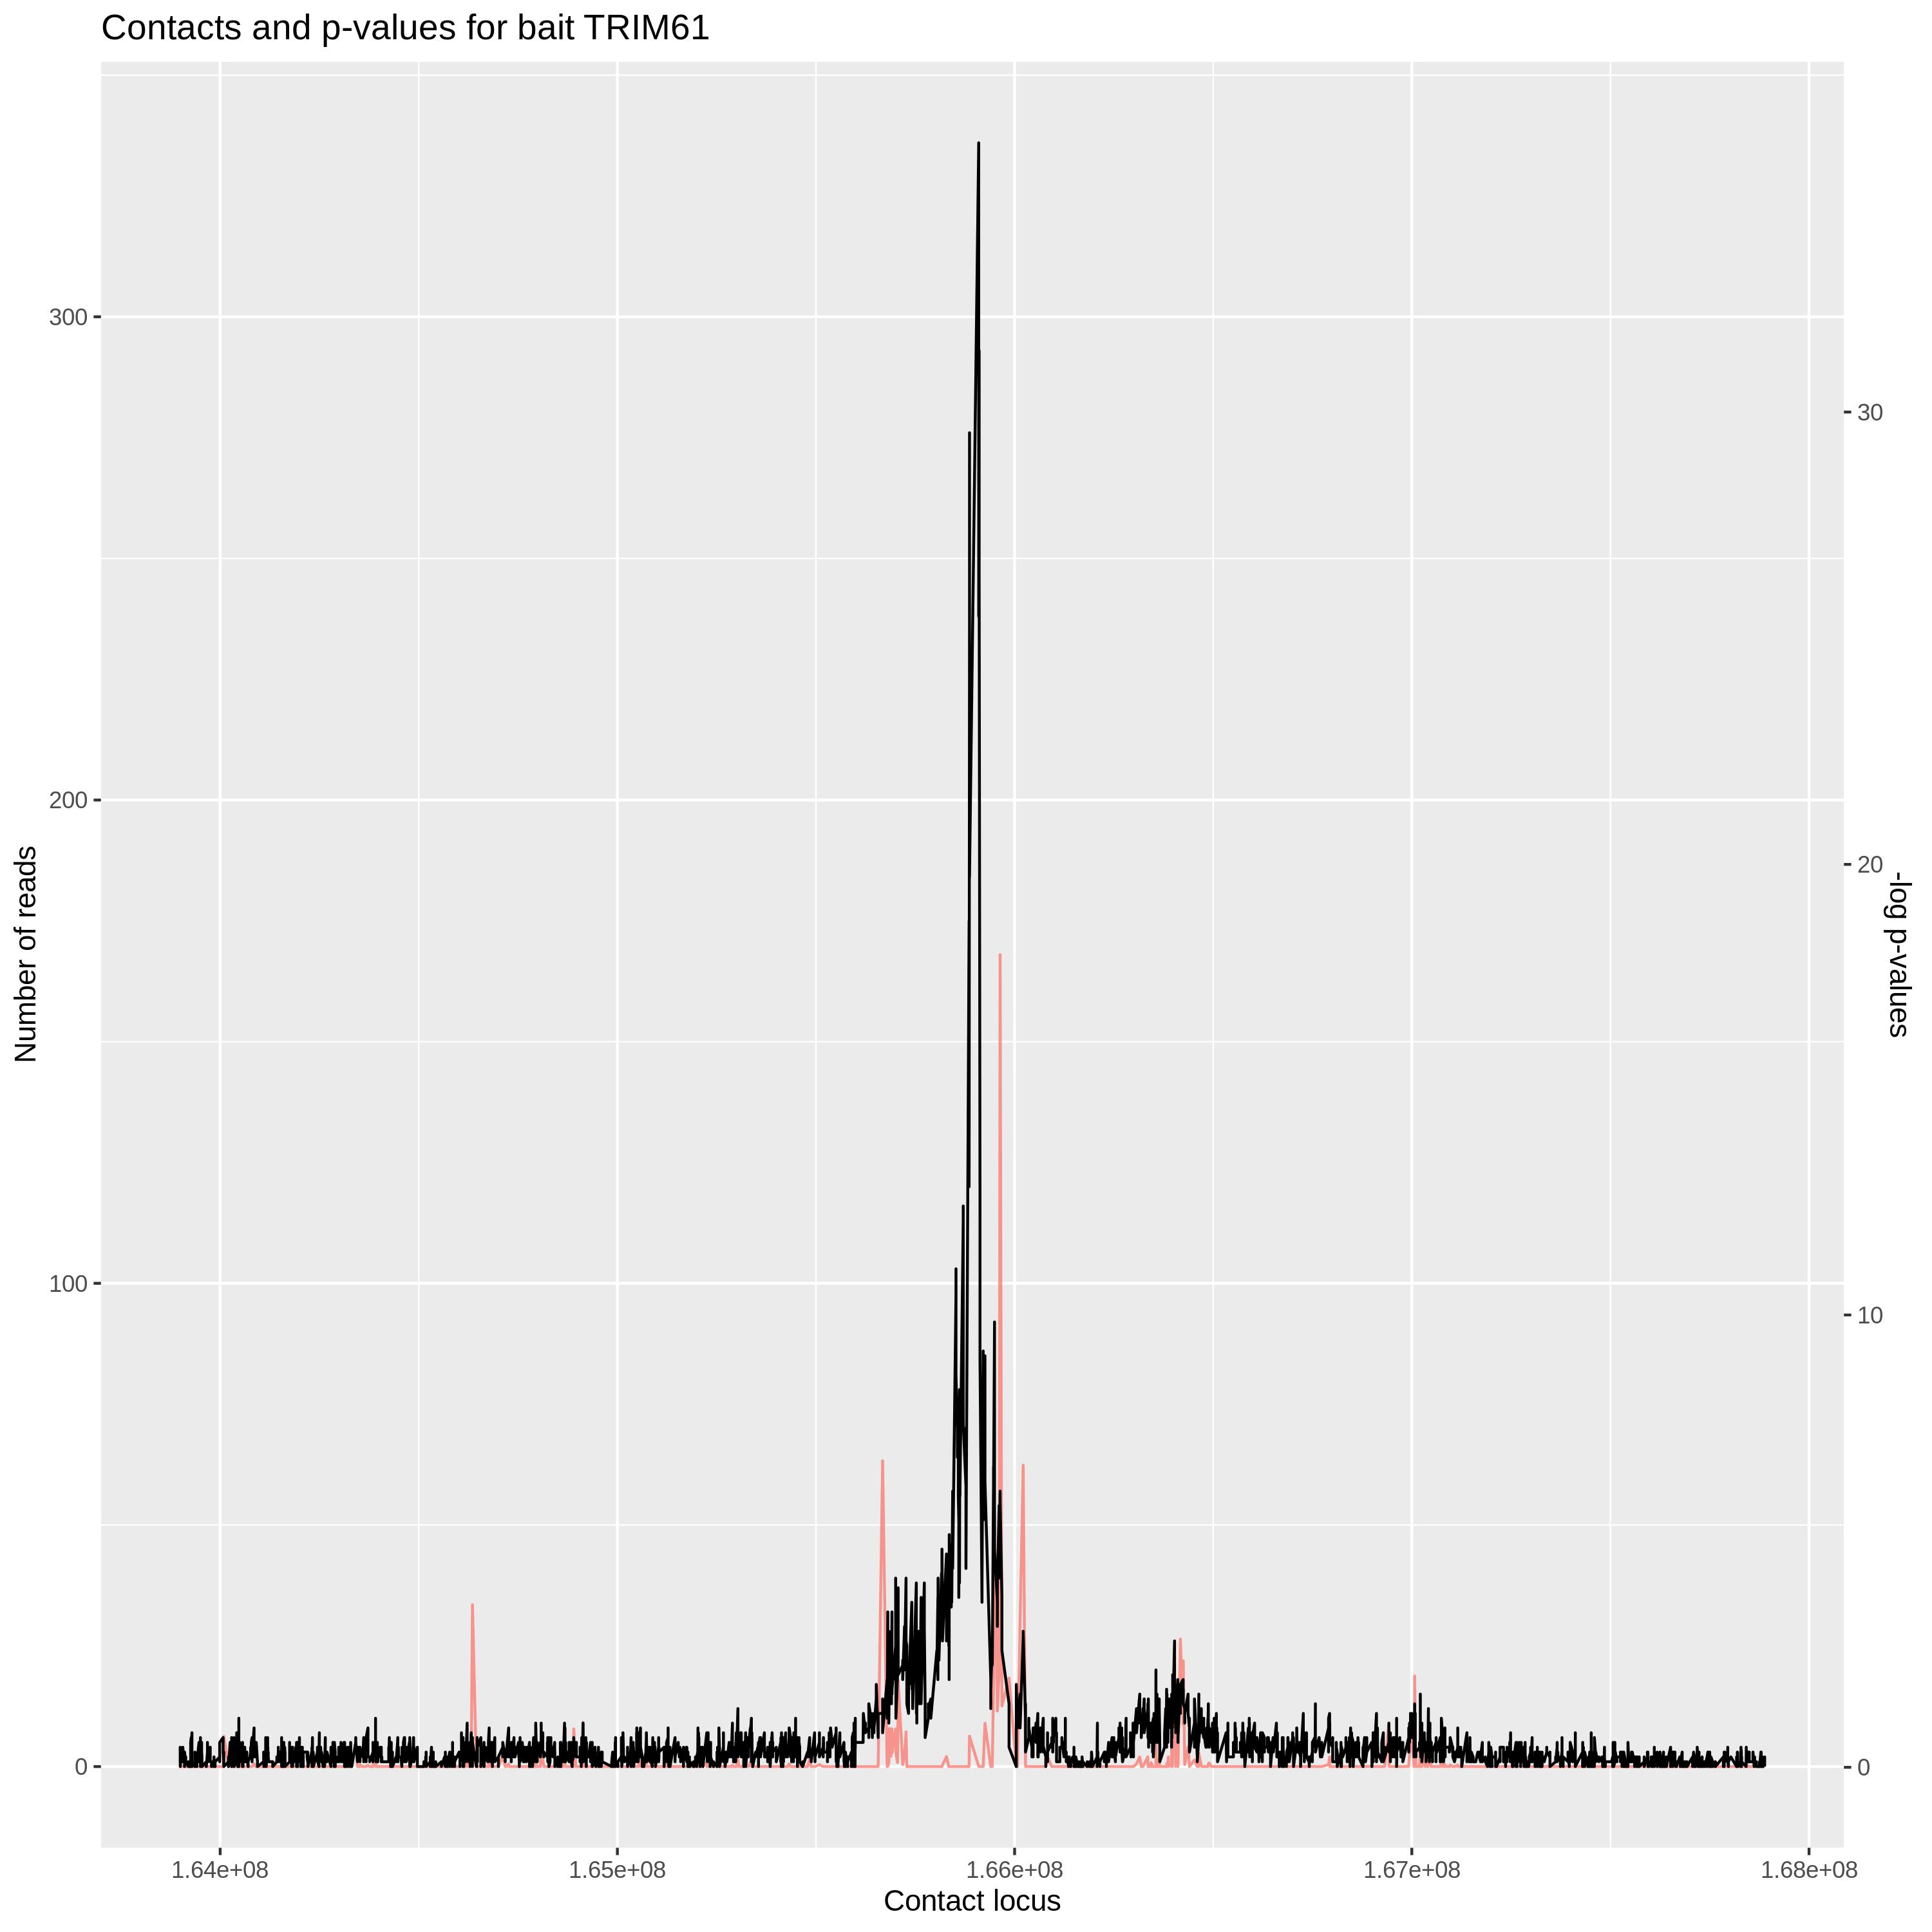 Contacts and p-values for bait TRIM61
Number of reads
300
200
100
0
30
20
10
0
-log p-values
1.64e+08 1.65e+08 1.66e+08 1.67e+08 1.68e+08
Contact locus